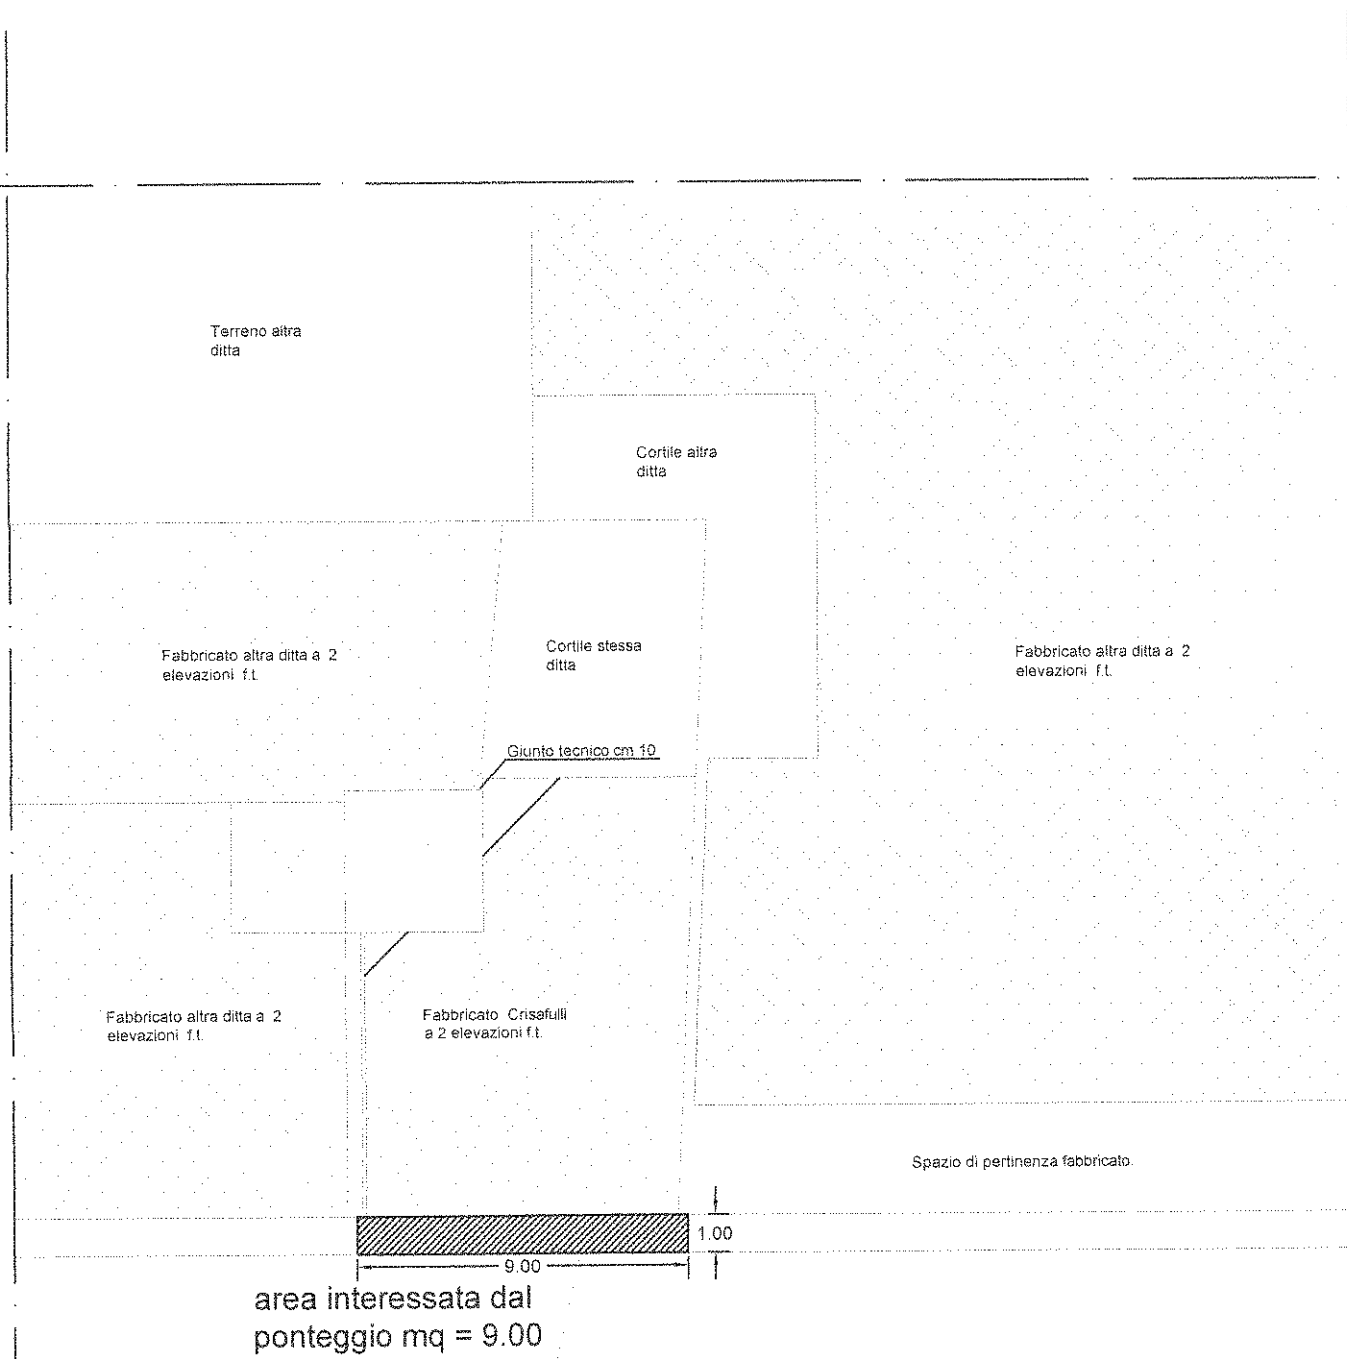 Terreno altra
ditta
Cortile altra
ditta
Fabbricato altra ditta a 2
elevazioni f.t.
Cortile stessa
ditta
Fabbricato altra ditta a 2
elevazioni f.t.
Giunto tecnico cm 10
Fabbricato altra ditta a 2
elevazioni f.t.
Fabbricato Crisafulli
a 2 elevazioni f.t.
Spazio di pertinenza fabbricato.
1.00
9.00
area interessata dal
ponteggio mq = 9.00